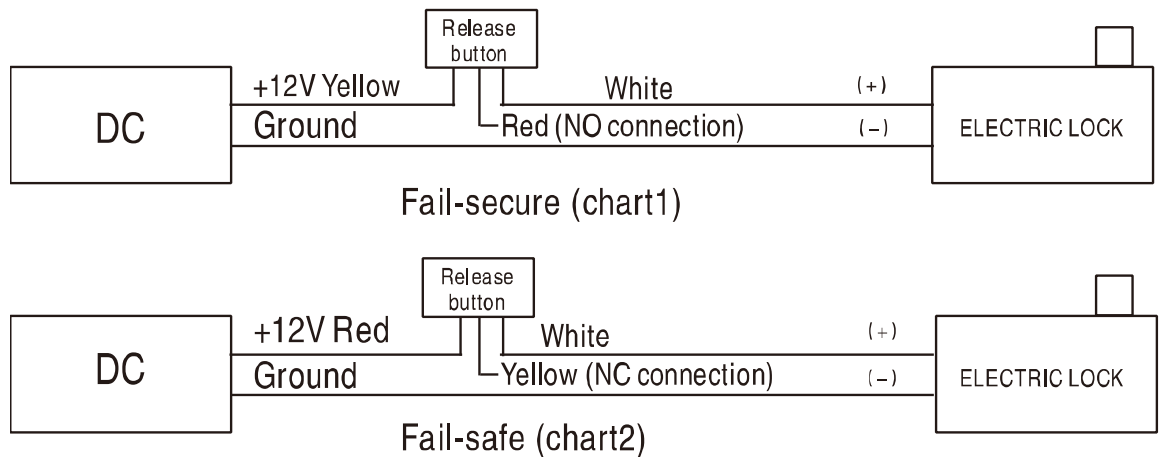 Release
button
+12V Yellow
White
(+)
DC
Ground
Red (NO connection)
(-)
ELECTRIC LOCK
Fail-secure (chart1)
Release
button
+12V Red
White
(+)
DC
Ground
Yellow (NC connection)
(-)
ELECTRIC LOCK
Fail-safe (chart2)